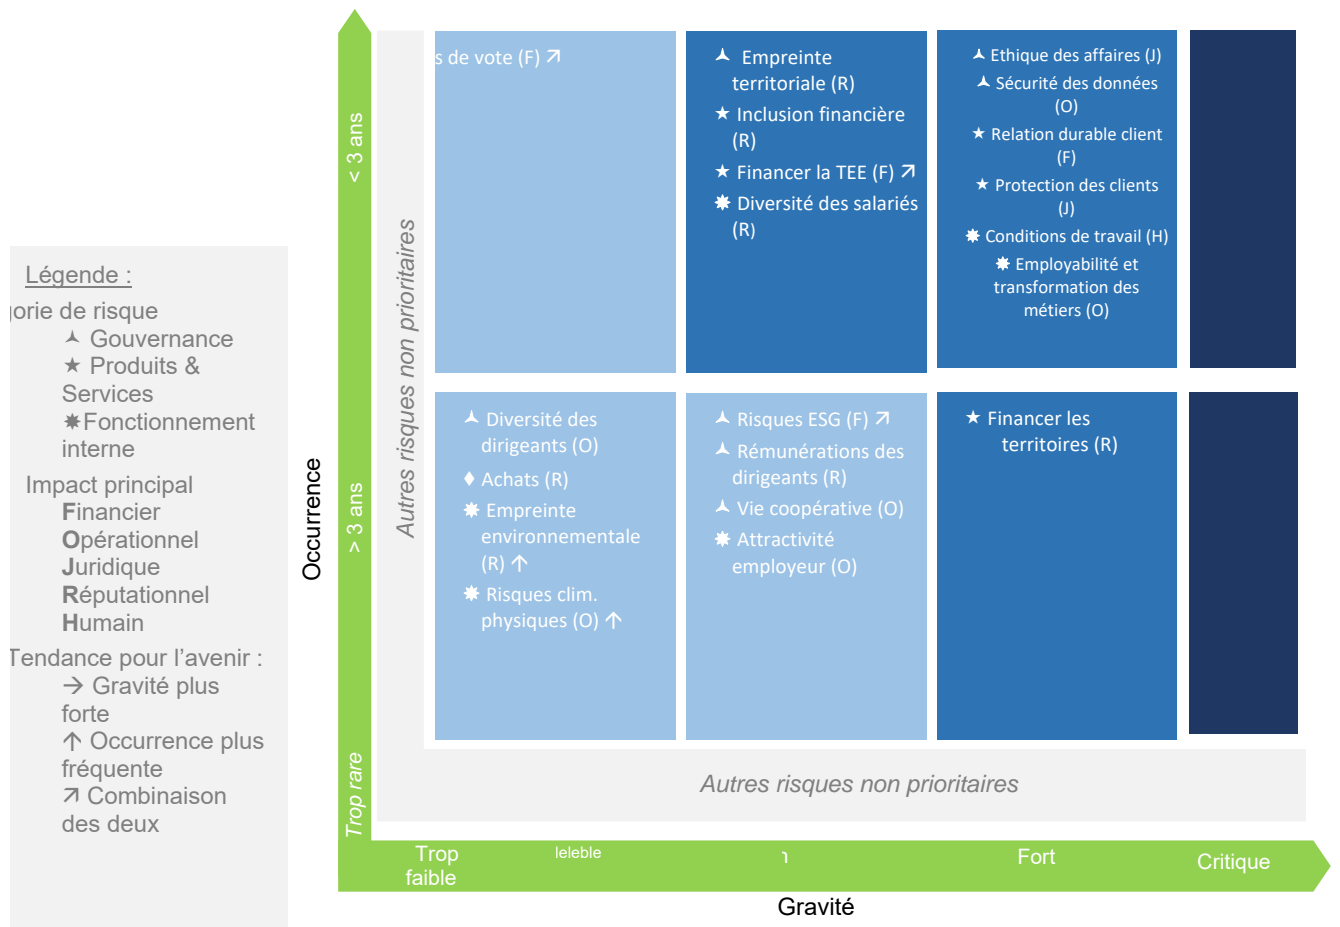 Légende :
orie de risque
Gouvernance
★ Produits &
Services
Fonctionnement
interne
Impact principal
Financier
Opérationnel
Juridique
Réputationnel
Humain
Tendance pour l'avenir :
→ Gravité plus
forte
↑ Occurrence plus
fréquente
↗ Combinaison
des deux
Occurrence
< 3 ans
> 3 ans
Trop rare
Autres risques non prioritaires
s de vote (F) ↗
Empreinte
territoriale (R)
★ Inclusion financière
(R)
★ Financer la TEE (F) ↗
Diversité des salariés
(R)
Ethique des affaires (J)
Sécurité des données
(O)
★ Relation durable client
(F)
★ Protection des clients
(J)
Conditions de travail (H)
Employabilité et
transformation des
métiers (O)
Diversité des
dirigeants (O)
♦ Achats (R)
Empreinte
environnementale
(R) ↑
Risques clim.
physiques (O) ↑
Risques ESG (F) ↗
Rémunérations des
dirigeants (R)
Vie coopérative (O)
Attractivité
employeur (O)
★ Financer les
territoires (R)
Autres risques non prioritaires
Trop
faible
leleble
Fort
Critique
Gravité